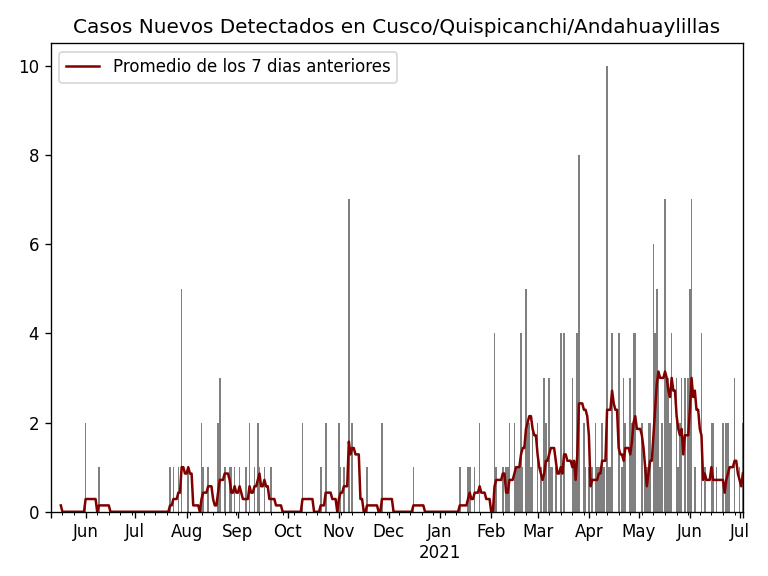 Casos Nuevos Detectados en Cusco/Quispicanchi/Andahuaylillas
Promedio de los 7 dias anteriores
10
8
6
4
2
0
Jun Jul Aug Sep Oct Nov Dec Jan Feb Mar Apr May Jun Jul
2021